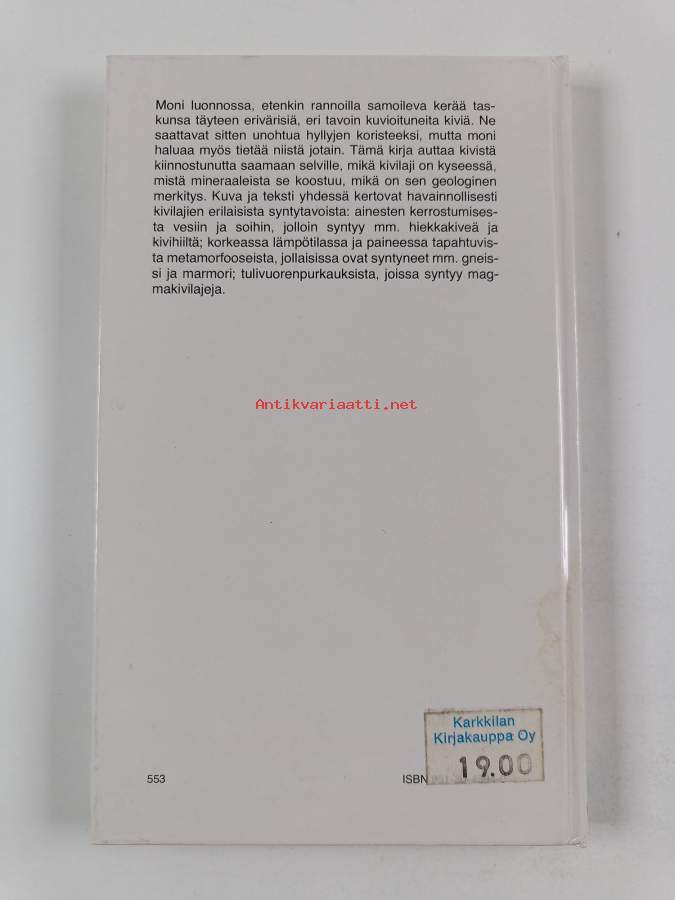 Moni luonnossa, etenkin rannoilla samoileva kerää tas-
kunsa täyteen erivärisiä, eri tavoin kuvioituneita kiviä. Ne
saattavat sitten unohtua hyllyjen koristeeksi, mutta moni
haluaa myös tietää niistä jotain. Tämä kirja auttaa kivistä
kiinnostunutta saamaan selville, mikä kivilaji on kyseessä,
mistä mineraaleista se koostuu, mikä on sen geologinen
merkitys. Kuva ja teksti yhdessä kertovat havainnollisesti
kivilajien erilaisista syntytavoista: ainesten kerrostumises-
ta vesiin ja soihin, jolloin syntyy mm. hiekkakiveä ja
kivihiiltä; korkeassa lämpötilassa ja paineessa tapahtuvis-
ta metamorfooseista, jollaisissa ovat syntyneet mm. gneis-
si ja marmori; tulivuorenpurkauksista, joissa syntyy mag-
makivilajeja.
Antikvariaatti.net
Karkkilan
Kirjakauppa Oy
19.00
553
ISBN